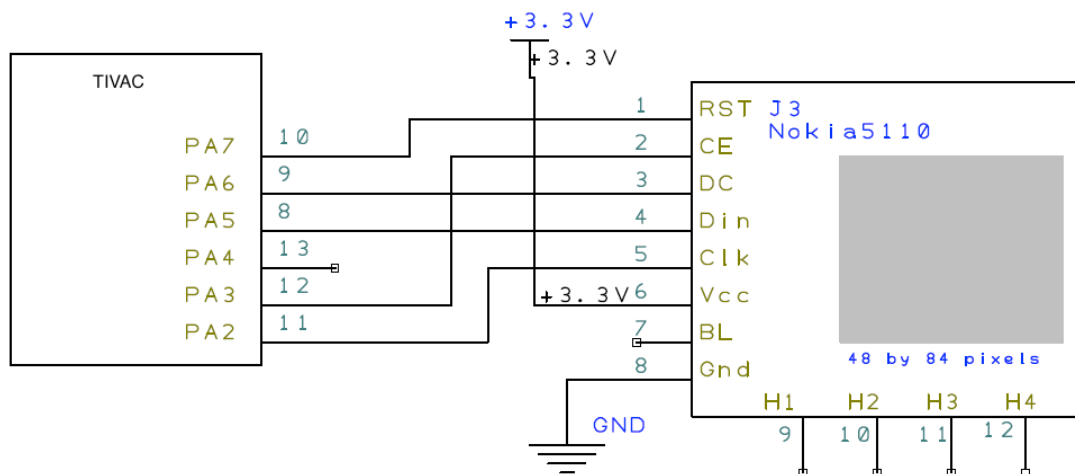 +3.3V
+3.3V
TIVAC
PA7 10
PA6 9
PA5 8
PA4 13
PA3 12
PA2 11
J3
Nokia5110
1 RST
2 CE
3 DC
4 Din
5 Clk
+3.3V 6 Vcc
7 BL
8 Gnd
48 by 84 pixels
GND
H1 H2 H3 H4
9 10 11 12